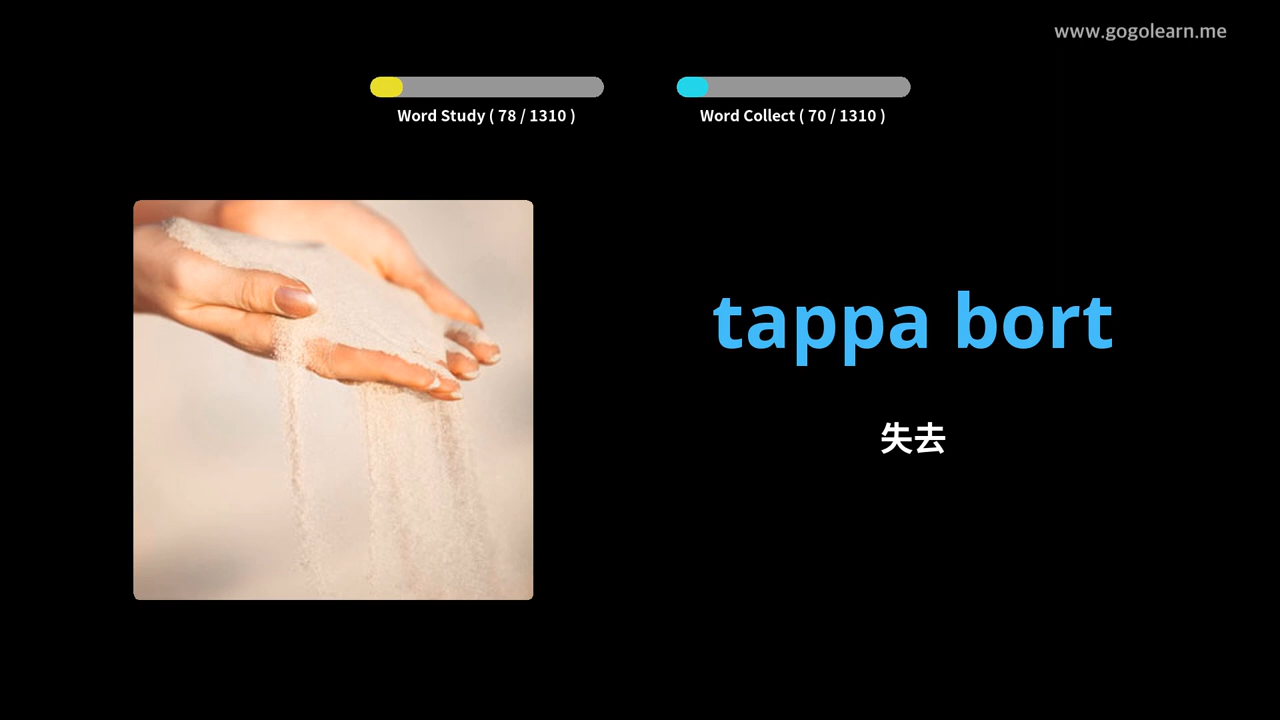 www.gogolearn.me
Word Study ( 78 / 1310 )
Word Collect ( 70 / 1310 )
tappa bort
失去